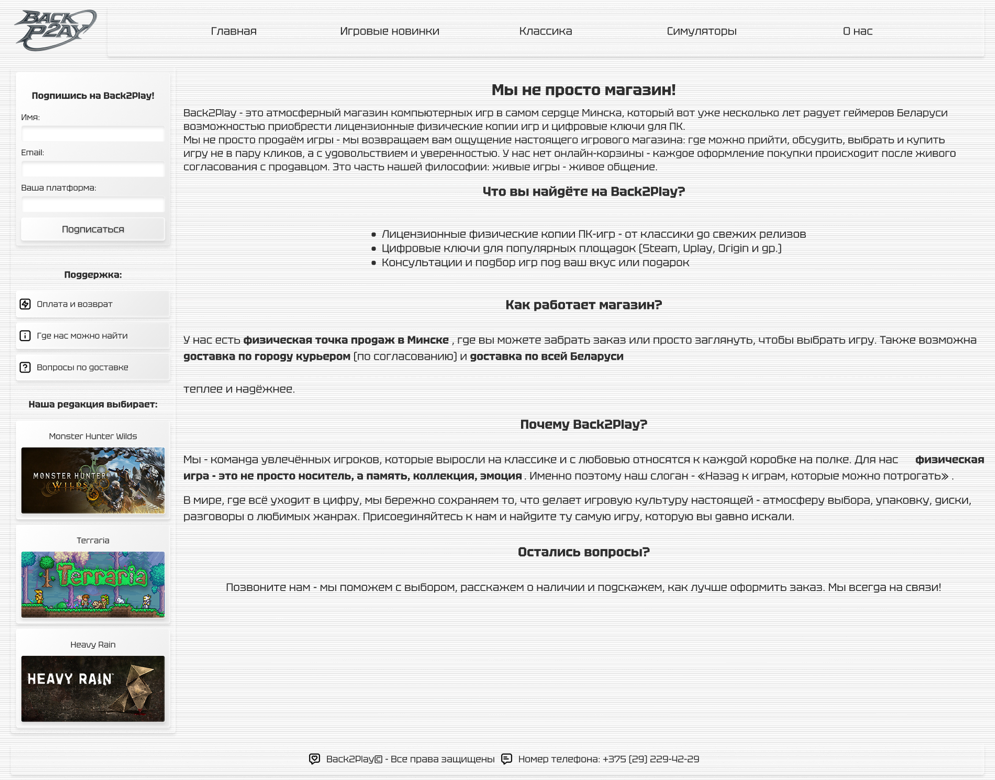 BACK
P2AY
Главная
Игровые новинки
Классика
Симуляторы
О нас
Подпишись на Back2Play!
Имя:
Email:
Ваша платформа:
Подписаться
Поддержка:
Оплата и возврат
Где нас можно найти
Вопросы по доставке
Наша редакция выбирает:
Monster Hunter Wilds
MONSTER HUNTER
WILDS
Terraria
Terraria
Heavy Rain
HEAVY RAIN
Мы не просто магазин!
Back2Play - это атмосферный магазин компьютерных игр в самом сердце Минска, который вот уже несколько лет радует геймеров Беларуси
возможностью приобрести лицензионные физические копии игр и цифровые ключи для ПК.
Мы не просто продаём игры - мы возвращаем вам ощущение настоящего игрового магазина: где можно прийти, обсудить, выбрать и купить
игру не в пару кликов, а с удовольствием и уверенностью. У нас нет онлайн-корзины - каждое оформление покупки происходит после живого
согласования с продавцом. Это часть нашей философии: живые игры - живое общение.
Что вы найдёте на Back2Play?
Лицензионные физические копии ПК-игр - от классики до свежих релизов
Цифровые ключи для популярных площадок (Steam, Uplay, Origin и др.)
Консультации и подбор игр под ваш вкус или подарок
Как работает магазин?
У нас есть физическая точка продаж в Минске , где вы можете забрать заказ или просто заглянуть, чтобы выбрать игру. Также возможна
доставка по городу курьером (по согласованию) и доставка по всей Беларуси
теплее и надёжнее.
Почему Back2Play?
Мы - команда увлечённых игроков, которые выросли на классике и с любовью относятся к каждой коробке на полке. Для нас физическая
игра - это не просто носитель, а память, коллекция, эмоция . Именно поэтому наш слоган - «Назад к играм, которые можно потрогать» .
В мире, где всё уходит в цифру, мы бережно сохраняем то, что делает игровую культуру настоящей - атмосферу выбора, упаковку, диски,
разговоры о любимых жанрах. Присоединяйтесь к нам и найдите ту самую игру, которую вы давно искали.
Остались вопросы?
Позвоните нам - мы поможем с выбором, расскажем о наличии и подскажем, как лучше оформить заказ. Мы всегда на связи!
Back2Play© - Все права защищены
Номер телефона: +375 (29) 229-42-29